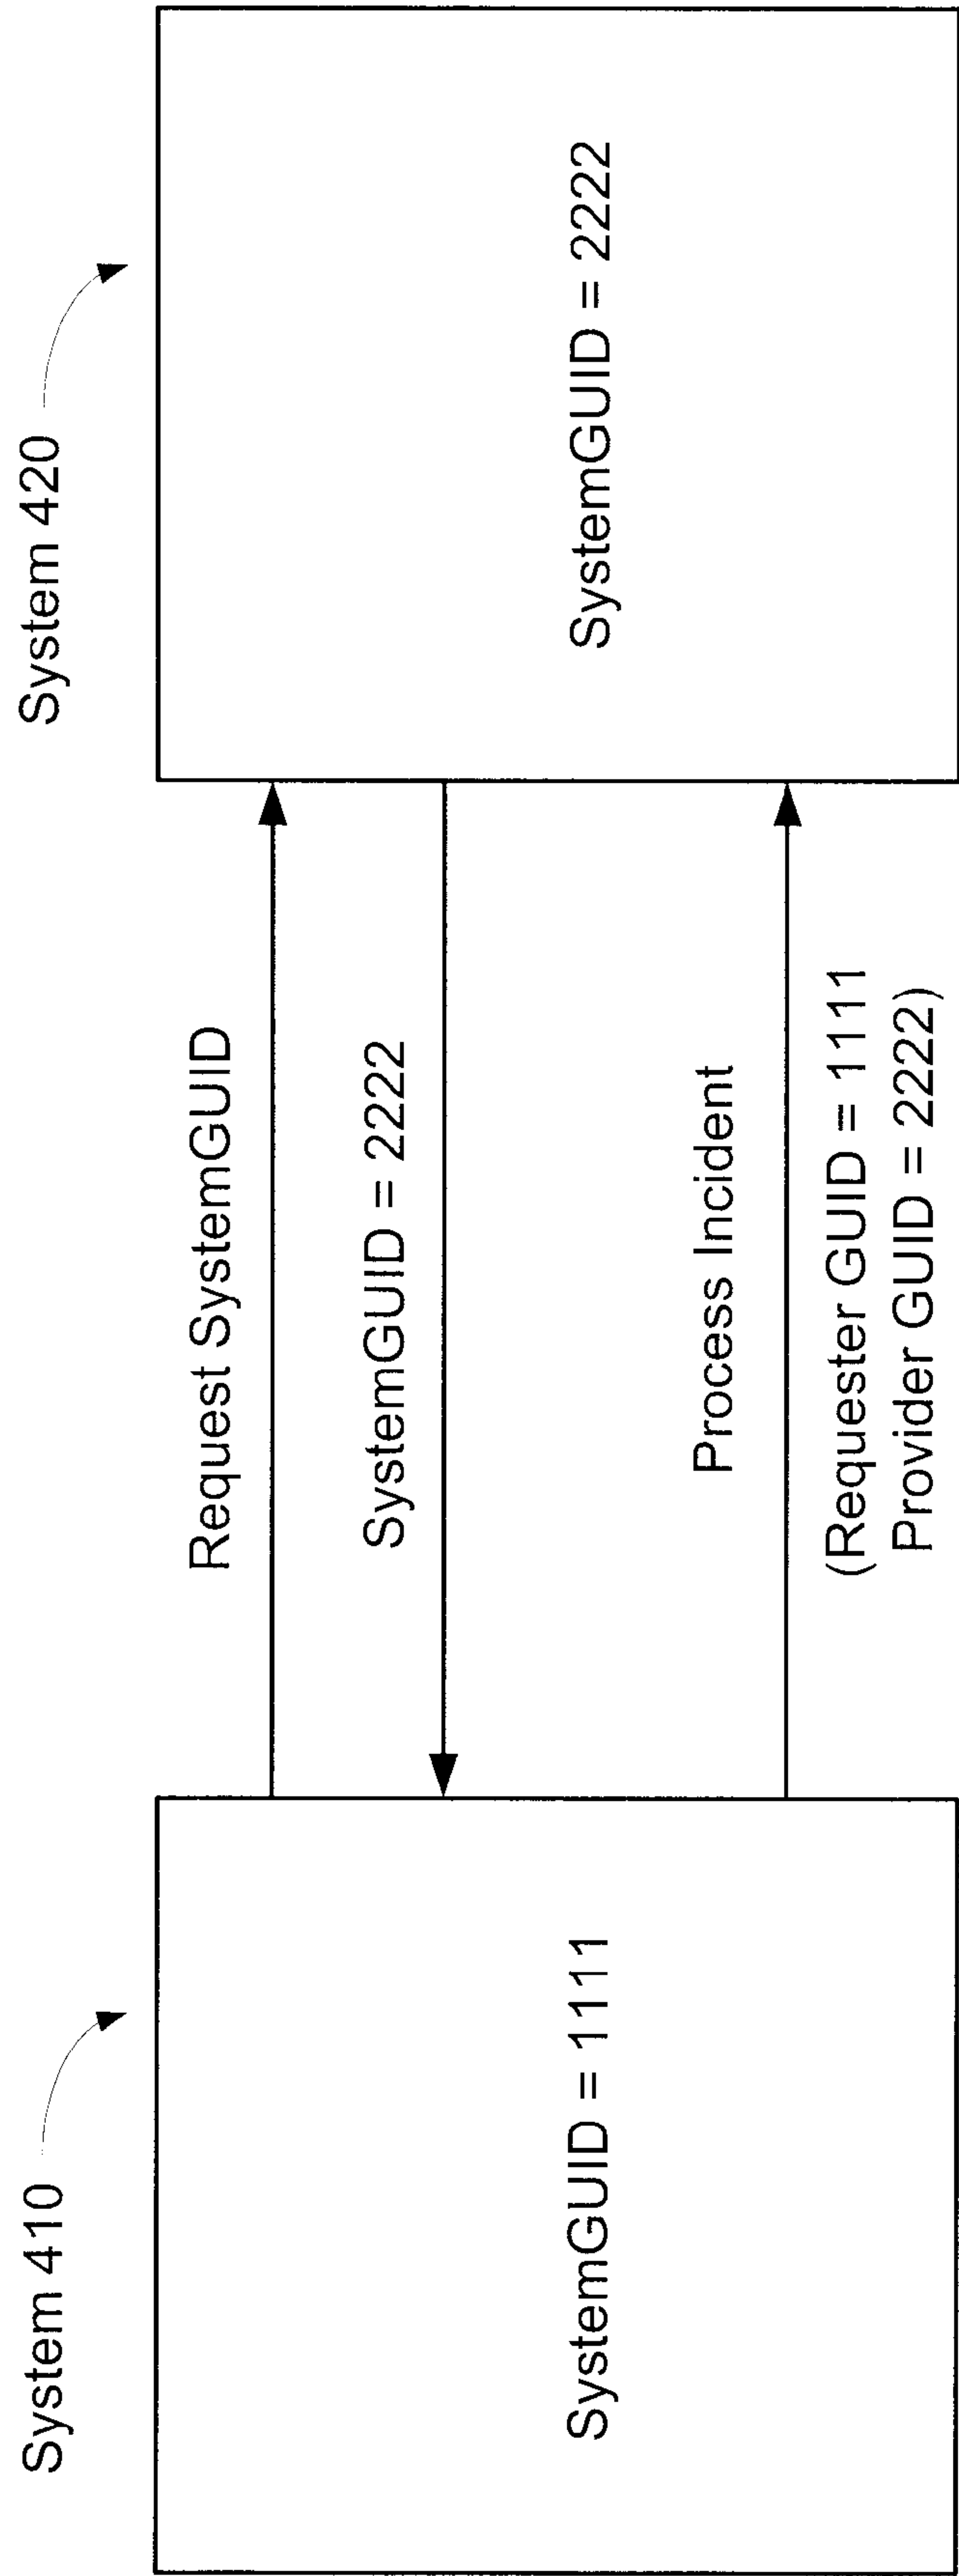 System 410
System 420
Request SystemGUID
SystemGUID = 2222
SystemGUID = 1111
SystemGUID = 2222
Process Incident
(Requester GUID = 1111
Provider GUID = 2222)